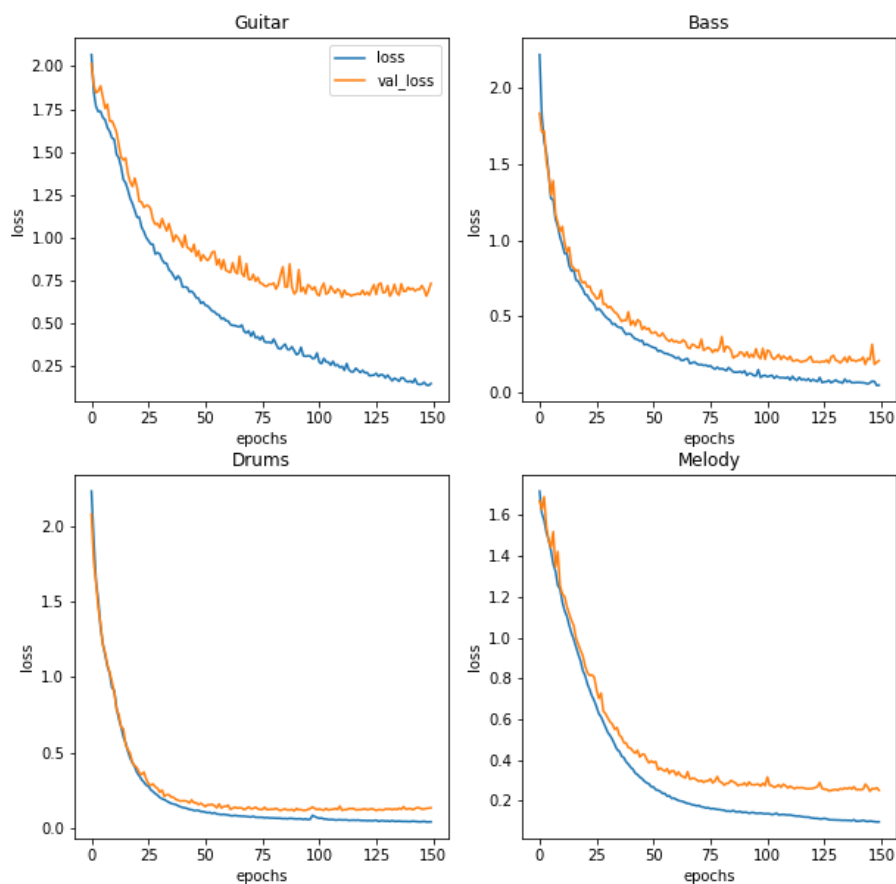 Guitar
loss
val_loss
2.00
1.75
1.50
1.25
1.00
0.75
0.50
0.25
loss
0 25 50 75 100 125 150
epochs
Bass
2.0
1.5
1.0
0.5
0.0
loss
0 25 50 75 100 125 150
epochs
Drums
2.0
1.5
1.0
0.5
0.0
loss
0 25 50 75 100 125 150
epochs
Melody
1.6
1.4
1.2
1.0
0.8
0.6
0.4
0.2
loss
0 25 50 75 100 125 150
epochs